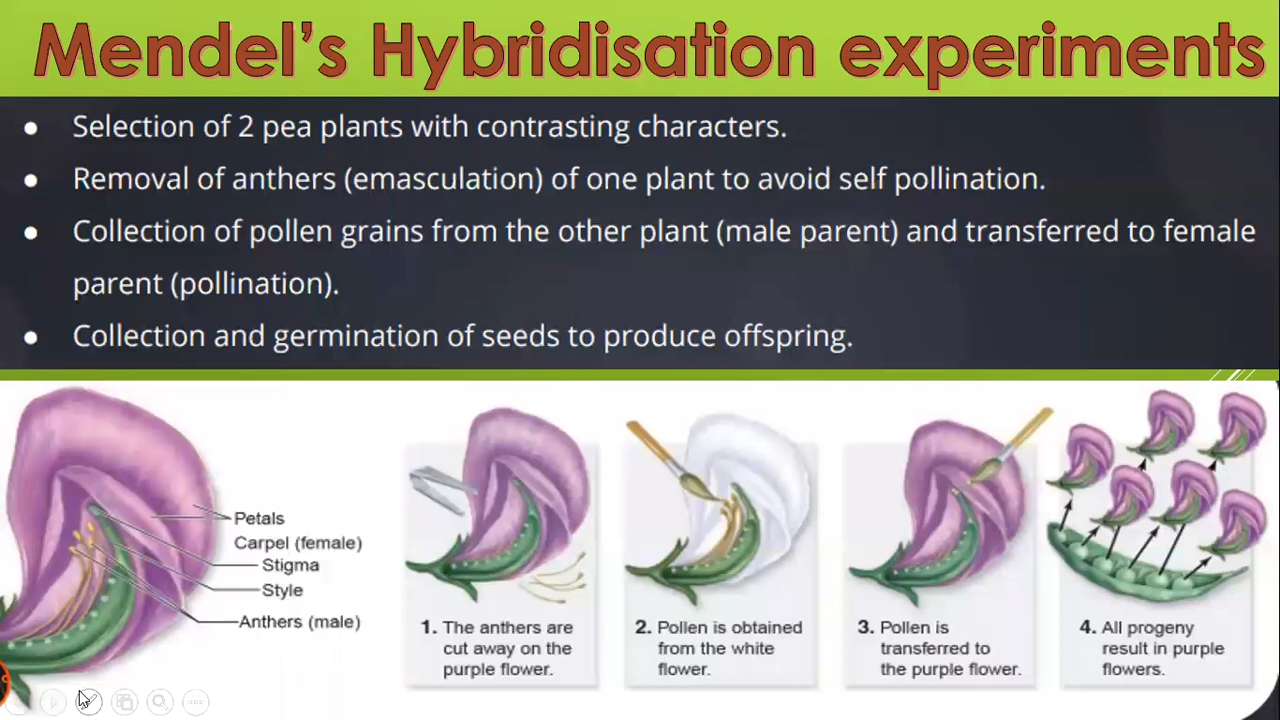 Mendel's Hybridisation experiments
● Selection of 2 pea plants with contrasting characters.
● Removal of anthers (emasculation) of one plant to avoid self pollination.
● Collection of pollen grains from the other plant (male parent) and transferred to female
parent (pollination).
● Collection and germination of seeds to produce offspring.
Petals
Carpel (female)
Stigma
Style
Anthers (male)
1. The anthers are
cut away on the
purple flower.
2. Pollen is obtained
from the white
flower.
3. Pollen is
transferred to
the purple flower.
4. All progeny
result in purple
flowers.